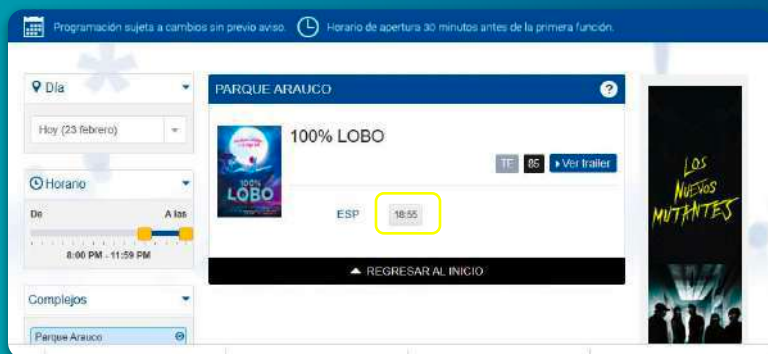 Programación sujeta a cambios sin previo aviso.
Horario de apertura 30 minutos antes de la primera función.
Día
Hoy (23 febrero)
Horario
De A las
8:00 PM - 11:59 PM
Complejos
Parque Arauco
PARQUE ARAUCO
?
100% LOBO
TE 85 Ver trailer
100%
LOBO
ESP 18:55
REGRESAR AL INICIO
LOS
NUEVOS
MUTANTES